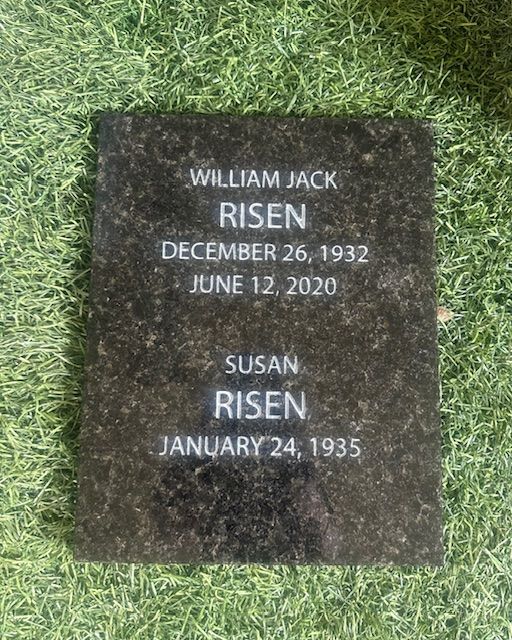 WILLIAM JACK
RISEN
DECEMBER 26, 1932
JUNE 12, 2020
SUSAN
RISEN
JANUARY 24, 1935